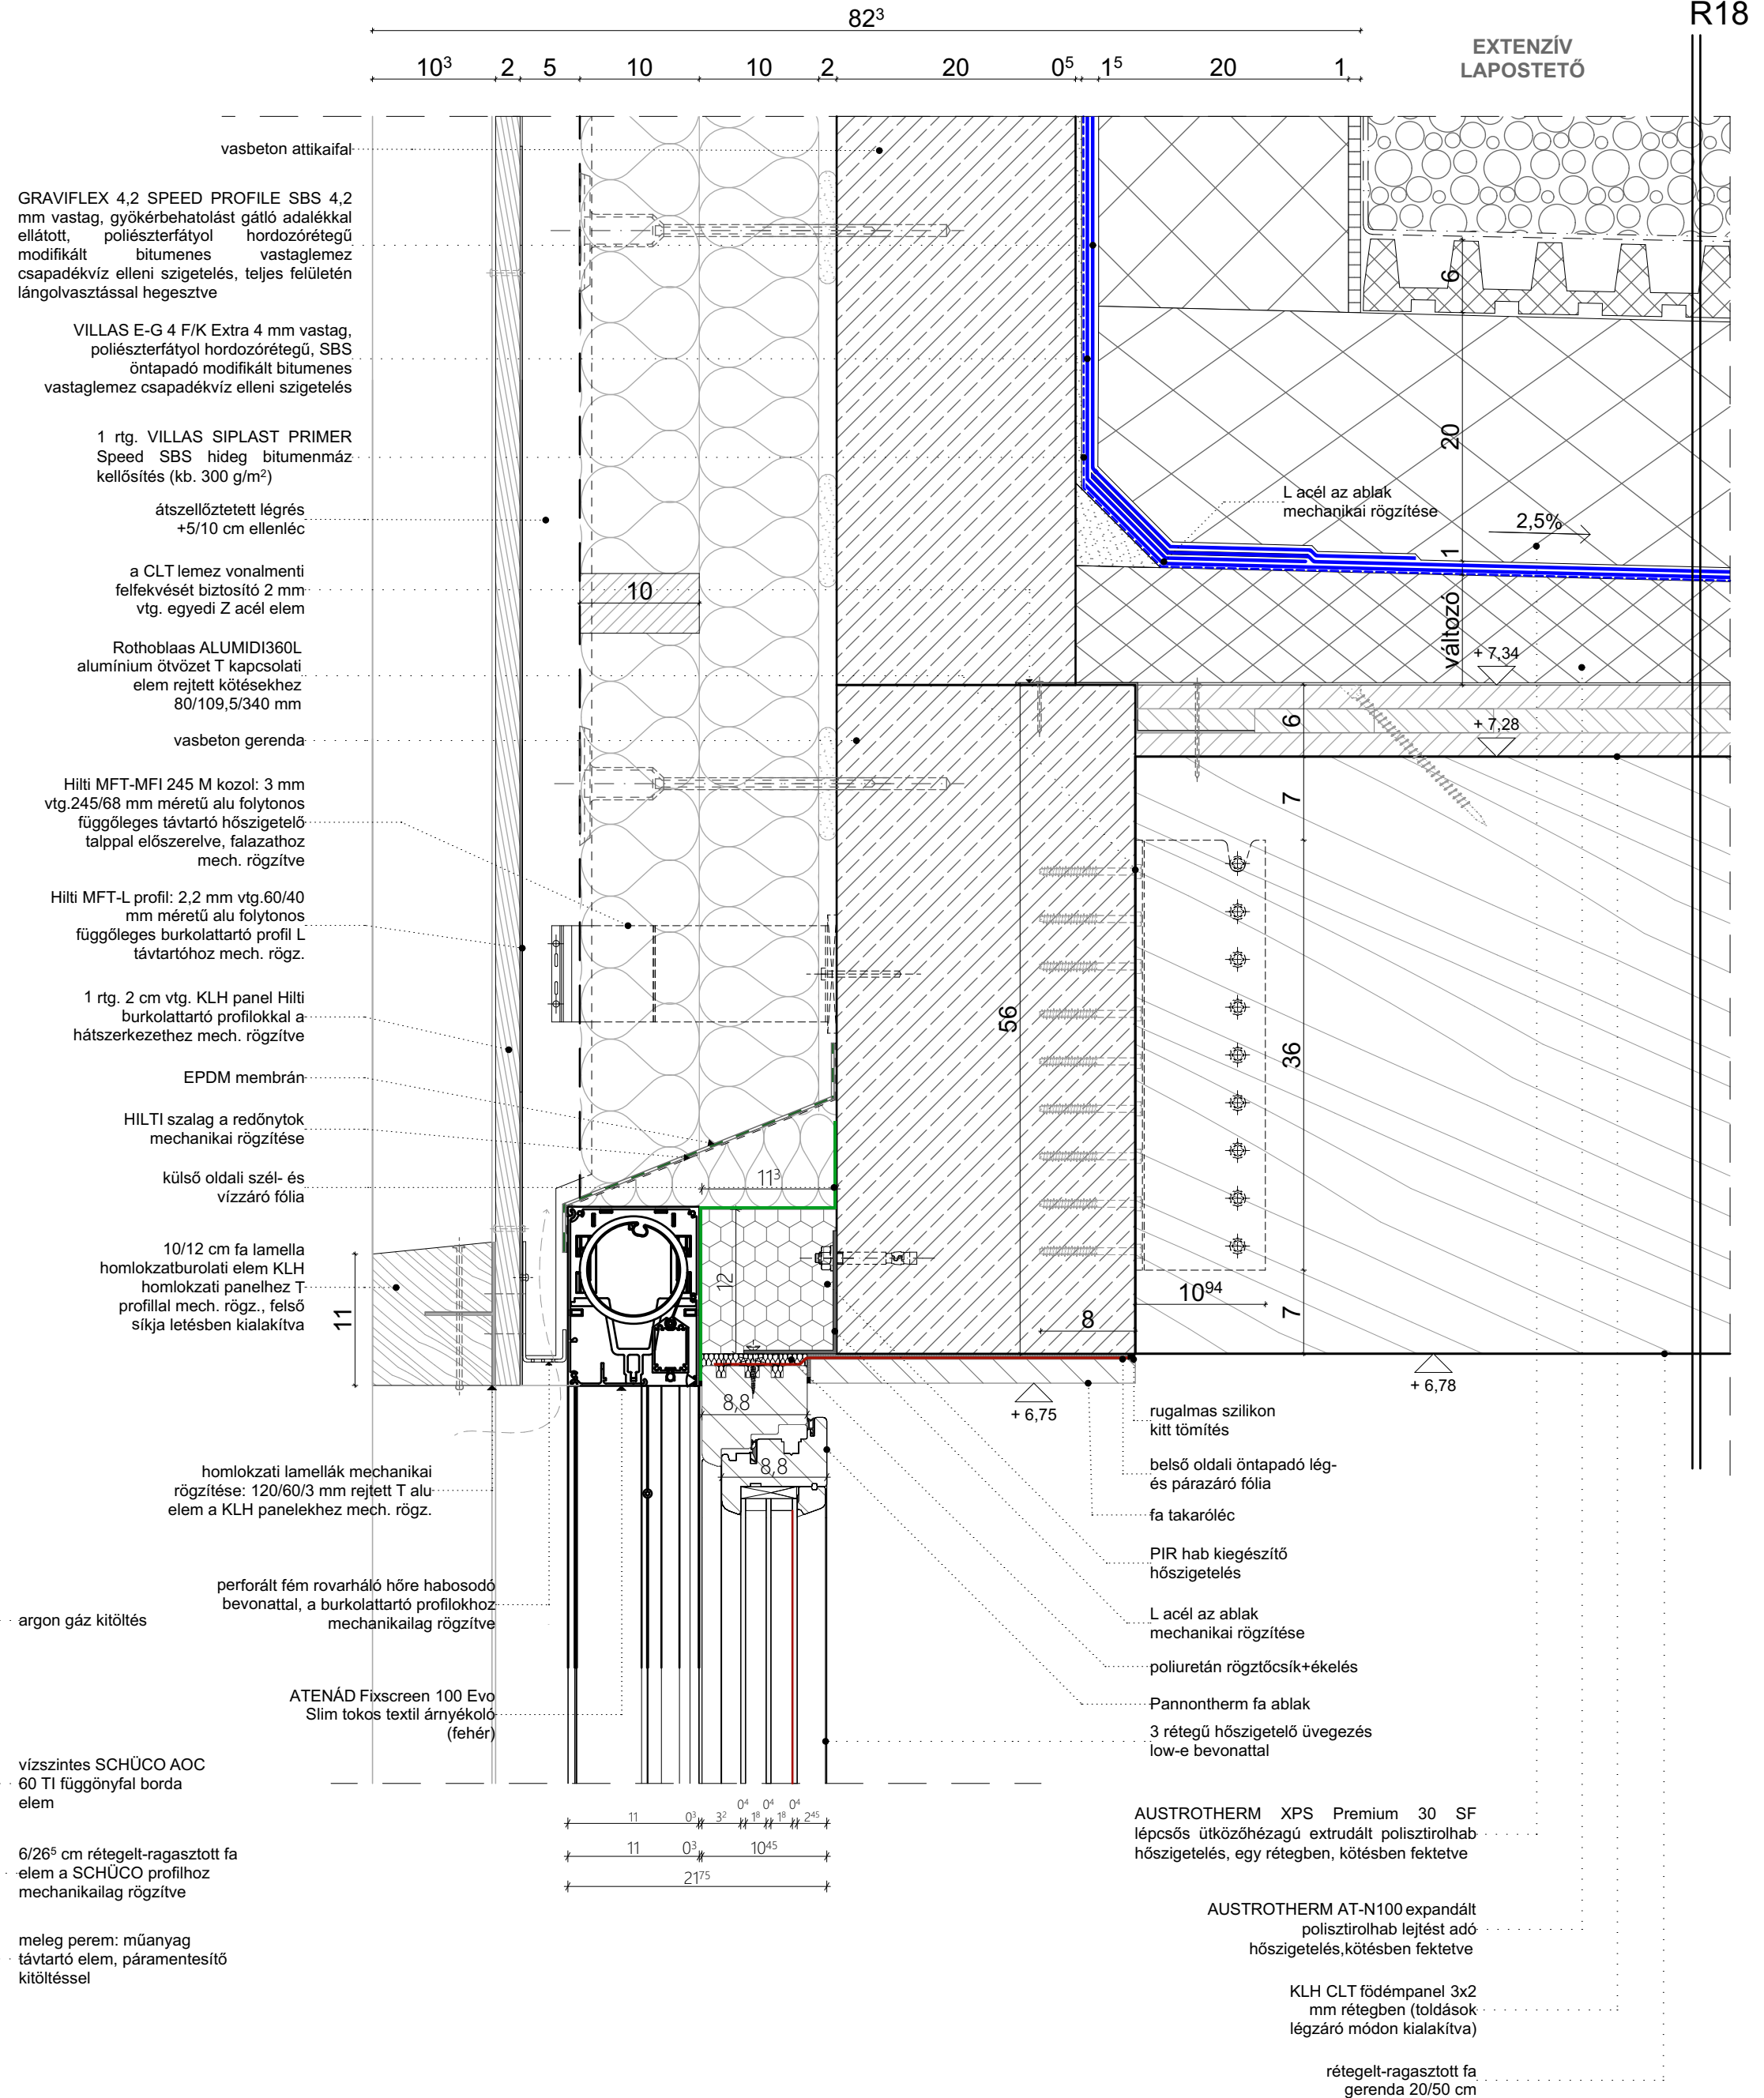 82³
R18
EXTENZÍV
LAPOSTETŐ
10³ 2 5 10 10 2 20 0⁵ 1⁵ 20 1
vasbeton attikaifal
GRAVIFLEX 4,2 SPEED PROFILE SBS 4,2
mm vastag, gyökérbehatolást gátló adalékkal
ellátott, poliészterfátyol hordozórétegű
modifikált bitumenes vastaglemez
csapadékvíz elleni szigetelés, teljes felületén
lángolvasztással hegesztve
VILLAS E-G 4 F/K Extra 4 mm vastag,
poliészterfátyol hordozórétegű, SBS
öntapadó modifikált bitumenes
vastaglemez csapadékvíz elleni szigetelés
1 rtg. VILLAS SIPLAST PRIMER
Speed SBS hideg bitumenmáz
kellősítés (kb. 300 g/m²)
átszellőztetett légrés
+5/10 cm ellenléc
a CLT lemez vonalmenti
felfekvését biztosító 2 mm
vtg. egyedi Z acél elem
Rothoblaas ALUMIDI360L
alumínium ötvözet T kapcsolati
elem rejtett kötésekhez
80/109,5/340 mm
vasbeton gerenda
Hilti MFT-MFI 245 M kozol: 3 mm
vtg.245/68 mm méretű alu folytonos
függőleges távtartó hőszigetelő
talppal előszerelve, falazathoz
mech. rögzítve
Hilti MFT-L profil: 2,2 mm vtg.60/40
mm méretű alu folytonos
függőleges burkolattartó profil L
távtartóhoz mech. rögz.
1 rtg. 2 cm vtg. KLH panel Hilti
burkolattartó profilokkal a
hátszerkezethez mech. rögzítve
EPDM membrán
HILTI szalag a redőnytok
mechanikai rögzítése
külső oldali szél- és
vízzáró fólia
10/12 cm fa lamella
homlokzatburolati elem KLH
homlokzati panelhez T
profillal mech. rögz., felső
síkja letésben kialakítva
11
homlokzati lamellák mechanikai
rögzítése: 120/60/3 mm rejtett T alu
elem a KLH panelekhez mech. rögz.
perforált fém rovarháló hőre habosodó
bevonattal, a burkolattartó profilokhoz
mechanikailag rögzítve
argon gáz kitöltés
ATENÁD Fixscreen 100 Evo
Slim tokos textil árnyékoló
(fehér)
vízszintes SCHÜCO AOC
60 TI függönyfal borda
elem
6/26⁵ cm rétegelt-ragasztott fa
elem a SCHÜCO profilhoz
mechanikailag rögzítve
meleg perem: műanyag
távtartó elem, páramentesítő
kitöltéssel
10
11³
12
8,8
8,8
56
8
10⁹⁴
6
20
1
változó
L acél az ablak
mechanikai rögzítése
2,5%
+ 7,34
+ 7,28
6
7
36
7
+ 6,75
+ 6,78
rugalmas szilikon
kitt tömítés
belső oldali öntapadó lég-
és párazáró fólia
fa takaróléc
PIR hab kiegészítő
hőszigetelés
L acél az ablak
mechanikai rögzítése
poliuretán rögztőcsík+ékelés
Pannontherm fa ablak
3 rétegű hőszigetelő üvegezés
low-e bevonattal
0⁴ 0⁴ 0⁴
11 0³ 3² 1⁸ 1⁸ 2⁴⁵
11 0³ 10⁴⁵
21⁷⁵
AUSTROTHERM XPS Premium 30 SF
lépcsős ütközőhézagú extrudált polisztirolhab
hőszigetelés, egy rétegben, kötésben fektetve
AUSTROTHERM AT-N100 expandált
polisztirolhab lejtést adó
hőszigetelés,kötésben fektetve
KLH CLT födémpanel 3x2
mm rétegben (toldások
légzáró módon kialakítva)
rétegelt-ragasztott fa
gerenda 20/50 cm